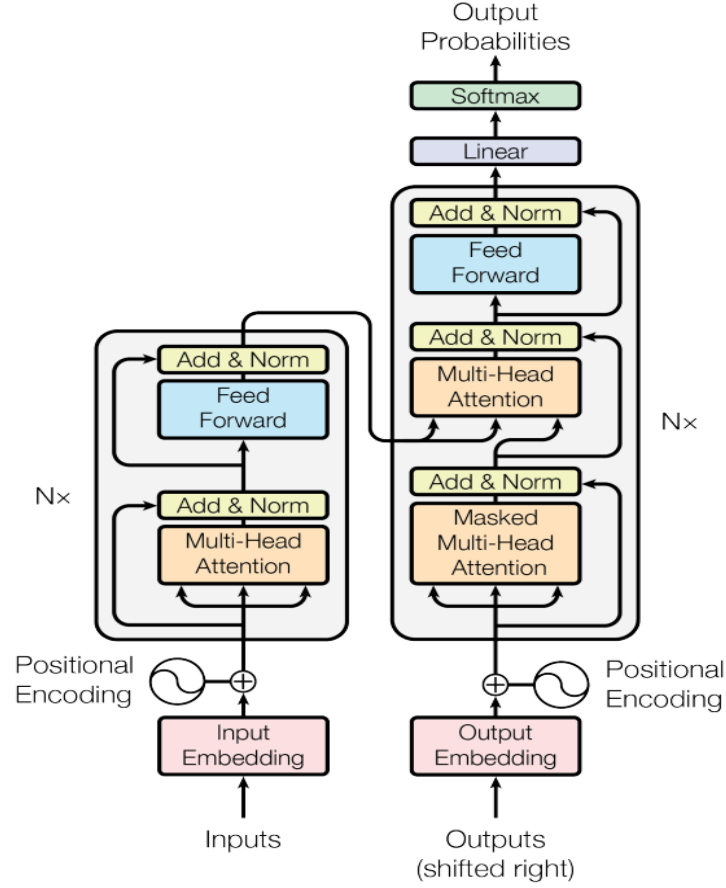 Output
Probabilities
Softmax
Linear
Add & Norm
Feed
Forward
Add & Norm
Multi-Head
Attention
N×
Add & Norm
Masked
Multi-Head
Attention
Add & Norm
Feed
Forward
N×
Add & Norm
Multi-Head
Attention
Positional
Encoding
Positional
Encoding
Input
Embedding
Output
Embedding
Inputs
Outputs
(shifted right)